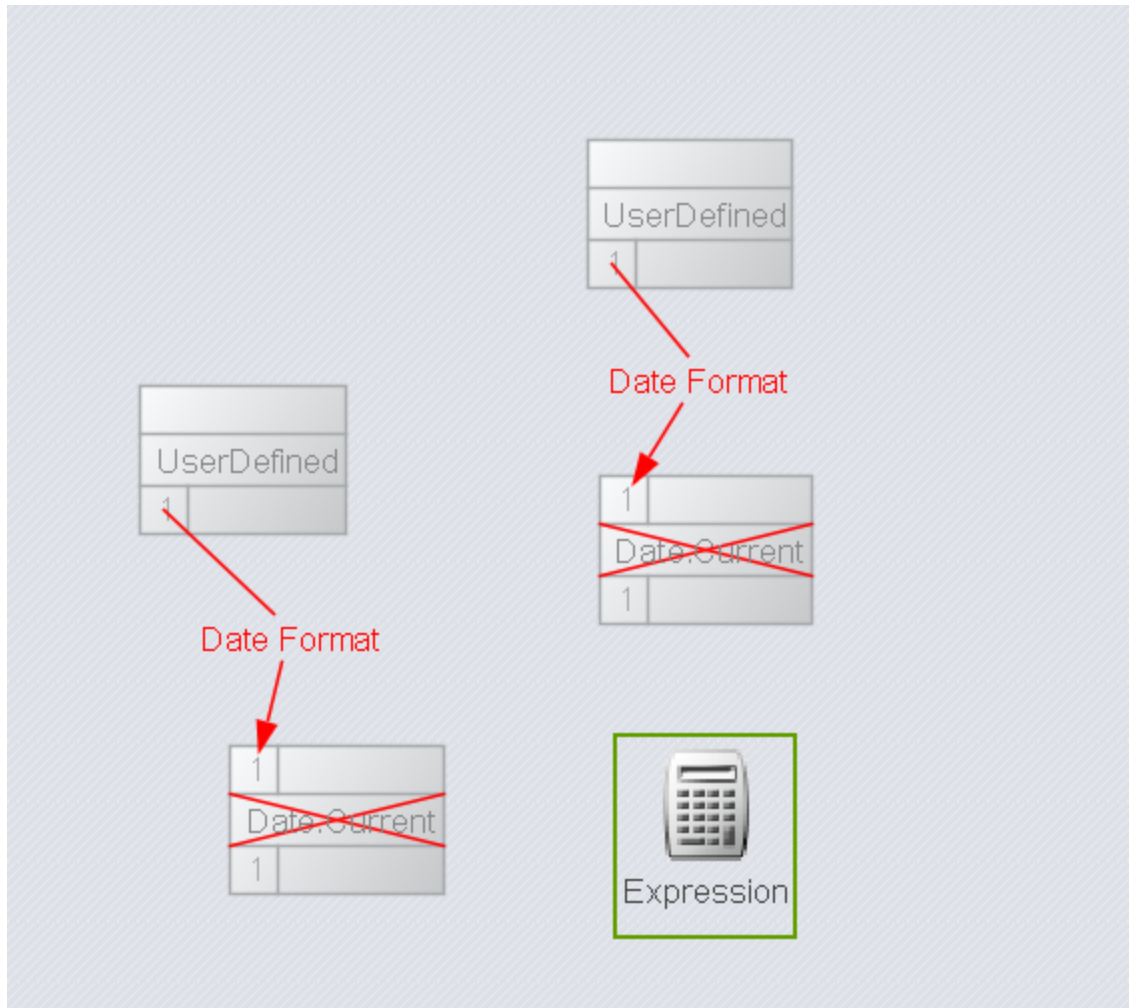 UserDefined
1
Date Format
1
Date.Current
1
UserDefined
1
Date Format
1
Date.Current
1
Expression